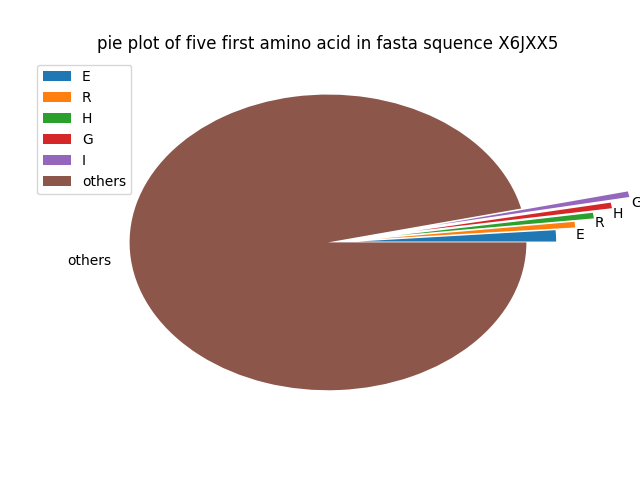 pie plot of five first amino acid in fasta squence X6JXX5
E
R
H
G
I
others
G
H
R
E
others